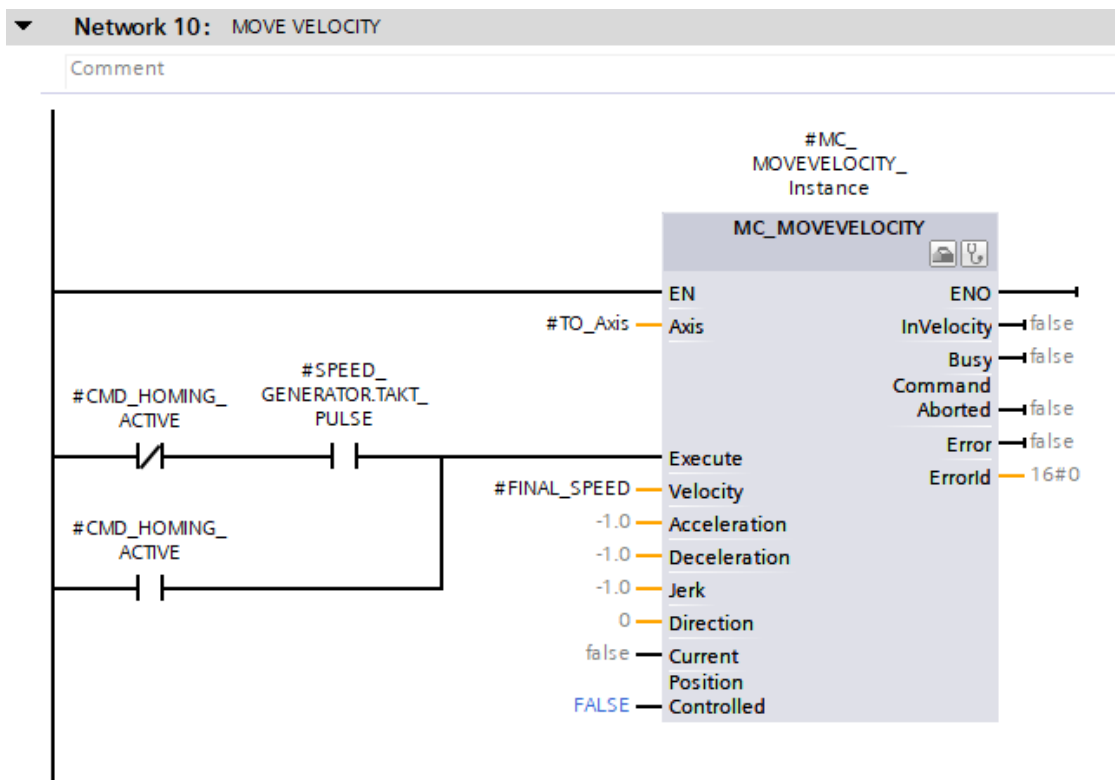 Network 10: MOVE VELOCITY
Comment
#MC_
MOVEVELOCITY_
Instance
MC_MOVEVELOCITY
EN
ENO
#TO_Axis
Axis
InVelocity
false
Busy
false
Command
Aborted
false
#CMD_HOMING_
ACTIVE
#SPEED_
GENERATOR.TAKT_
PULSE
Execute
Error
false
#FINAL_SPEED
Velocity
ErrorId
16#0
-1.0
Acceleration
#CMD_HOMING_
ACTIVE
-1.0
Deceleration
-1.0
Jerk
0
Direction
false
Current
Position
FALSE
Controlled